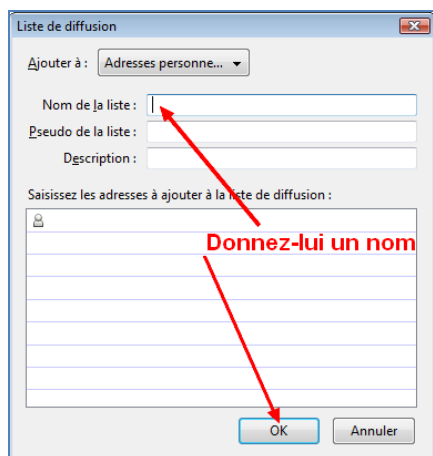 Liste de diffusion
Ajouter à : Adresses personne...
Nom de la liste :
Pseudo de la liste :
Description :
Saisissez les adresses à ajouter à la liste de diffusion :
Donnez-lui un nom
OK Annuler